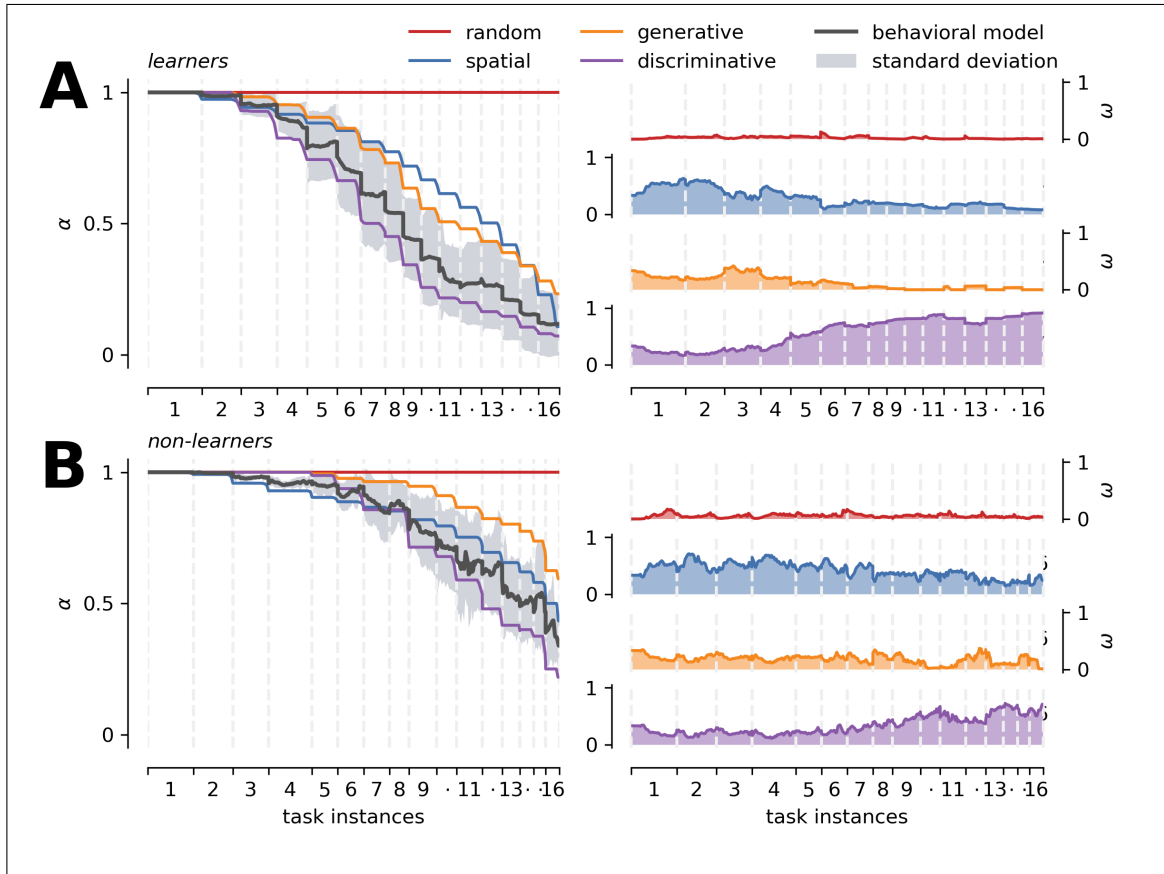 random generative behavioral model
spatial discriminative standard deviation
A
learners
α
1
0.5
0
1 2 3 4 5 6 7 8 9 · 11 · 13 · · 16
1
0
ω
1
0
1
0
ω
1
0
1 2 3 4 5 6 7 8 9 · 11 · 13 · · 16
B
non-learners
α
1
0.5
0
1 2 3 4 5 6 7 8 9 · 11 · 13 · · 16
task instances
1
0
ω
1
0
1
0
ω
1
0
1 2 3 4 5 6 7 8 9 · 11 · 13 · · 16
task instances